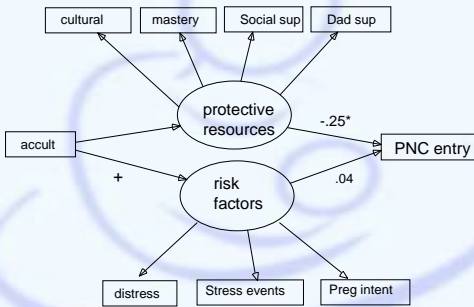 cultural
mastery
Social sup
Dad sup
protective
resources
-.25*
accult
PNC entry
+
risk
factors
.04
distress
Stress events
Preg intent